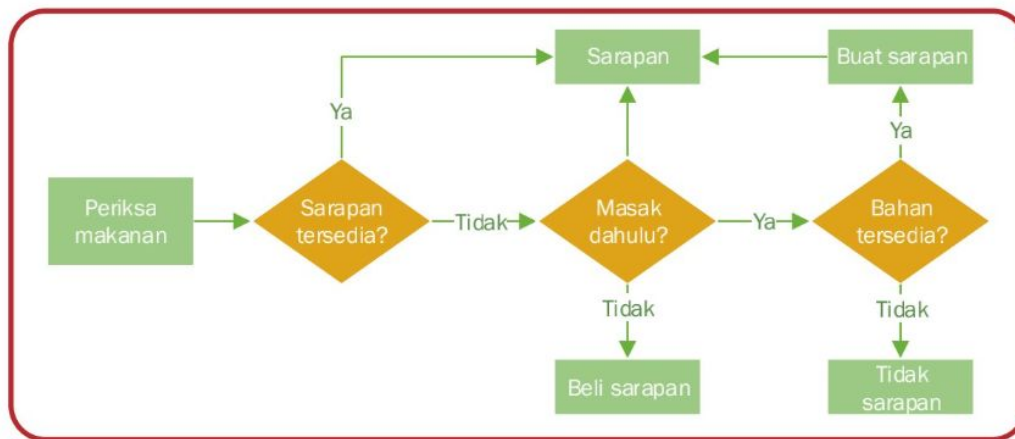 Sarapan
Buat sarapan
Ya
Ya
Periksa
makanan
Sarapan
tersedia?
Tidak
Masak
dahulu?
Ya
Bahan
tersedia?
Tidak
Tidak
Beli sarapan
Tidak
sarapan